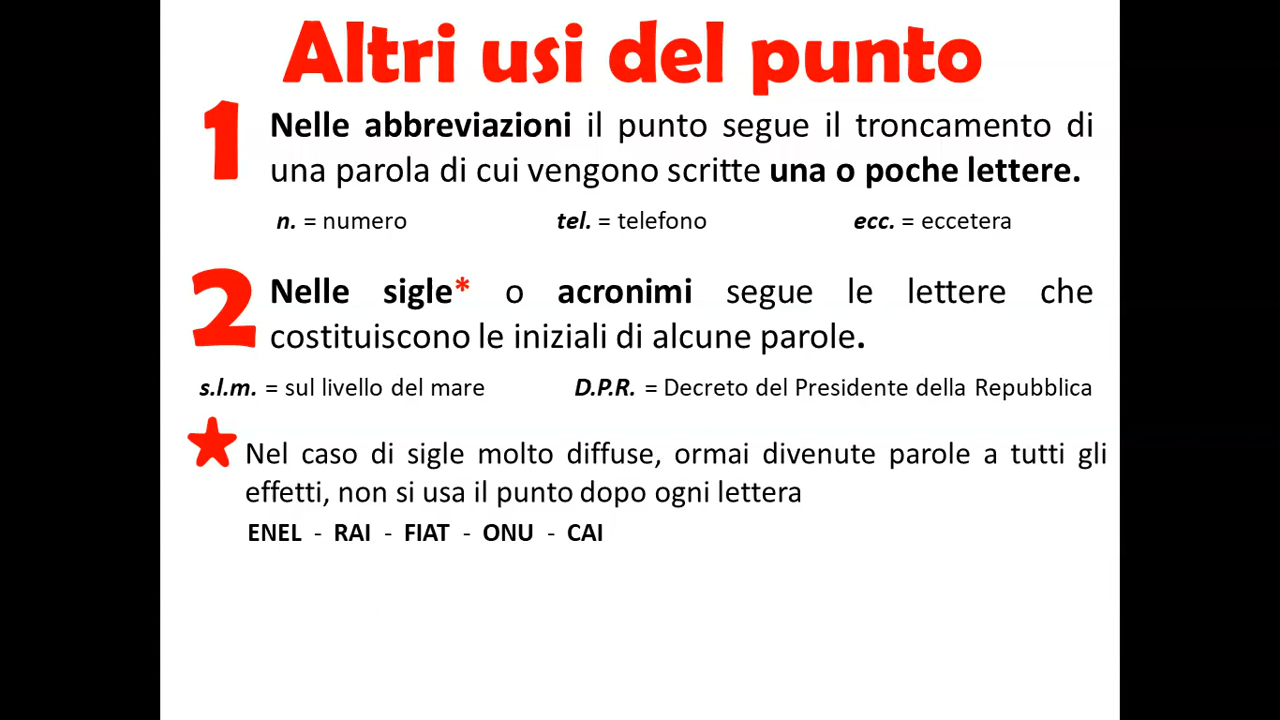 Altri usi del punto
1 Nelle abbreviazioni il punto segue il troncamento di
una parola di cui vengono scritte una o poche lettere.
n. = numero tel. = telefono ecc. = eccetera
2 Nelle sigle* o acronimi segue le lettere che
costituiscono le iniziali di alcune parole.
s.l.m. = sul livello del mare D.P.R. = Decreto del Presidente della Repubblica
Nel caso di sigle molto diffuse, ormai divenute parole a tutti gli
effetti, non si usa il punto dopo ogni lettera
ENEL - RAI - FIAT - ONU - CAI